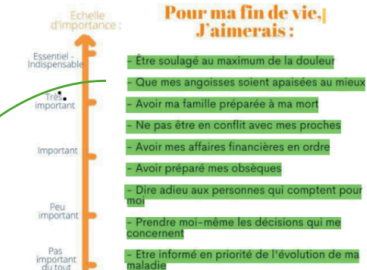 Echelle
d'importance :
Pour ma fin de vie,
J'aimerais :
Essentiel -
Indispensable
Très
important
Important
Peu
important
Pas
important
du tout
- Être soulagé au maximum de la douleur
- Que mes angoisses soient apaisées au mieux
- Avoir ma famille préparée à ma mort
- Ne pas être en conflit avec mes proches
- Avoir mes affaires financières en ordre
- Avoir préparé mes obsèques
- Dire adieu aux personnes qui comptent pour
moi
- Prendre moi-même les décisions qui me
concernent
- Etre informé en priorité de l'évolution de ma
maladie